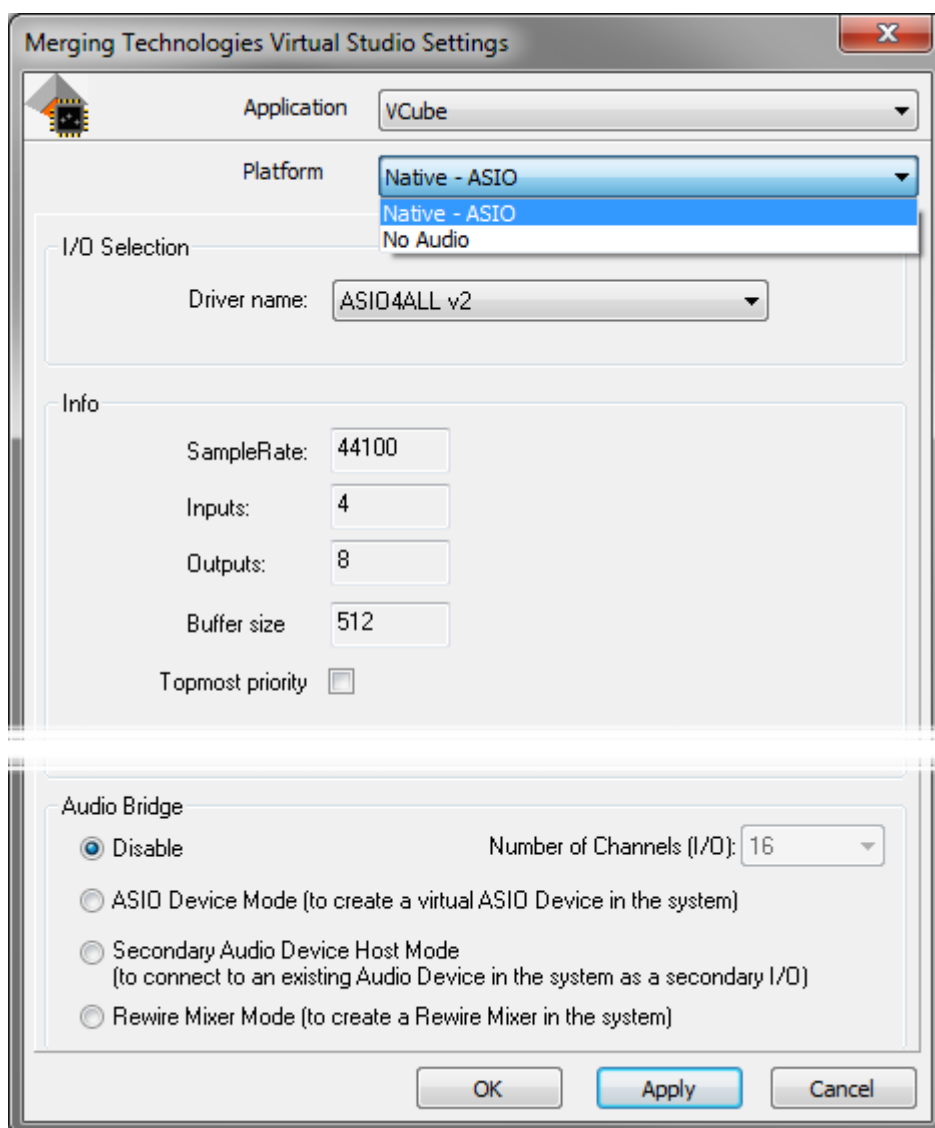 Merging Technologies Virtual Studio Settings
Application VCube
Platform Native - ASIO
Native - ASIO
No Audio
I/O Selection
Driver name: ASIO4ALL v2
Info
SampleRate: 44100
Inputs: 4
Outputs: 8
Buffer size 512
Topmost priority
Audio Bridge
Disable Number of Channels (I/O): 16
ASIO Device Mode (to create a virtual ASIO Device in the system)
Secondary Audio Device Host Mode
(to connect to an existing Audio Device in the system as a secondary I/O)
Rewire Mixer Mode (to create a Rewire Mixer in the system)
OK Apply Cancel